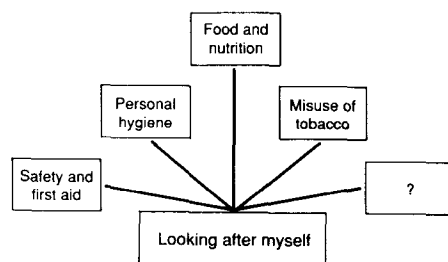 Food and
nutrition
Personal
hygiene
Misuse of
tobacco
Safety and
first aid
?
Looking after myself